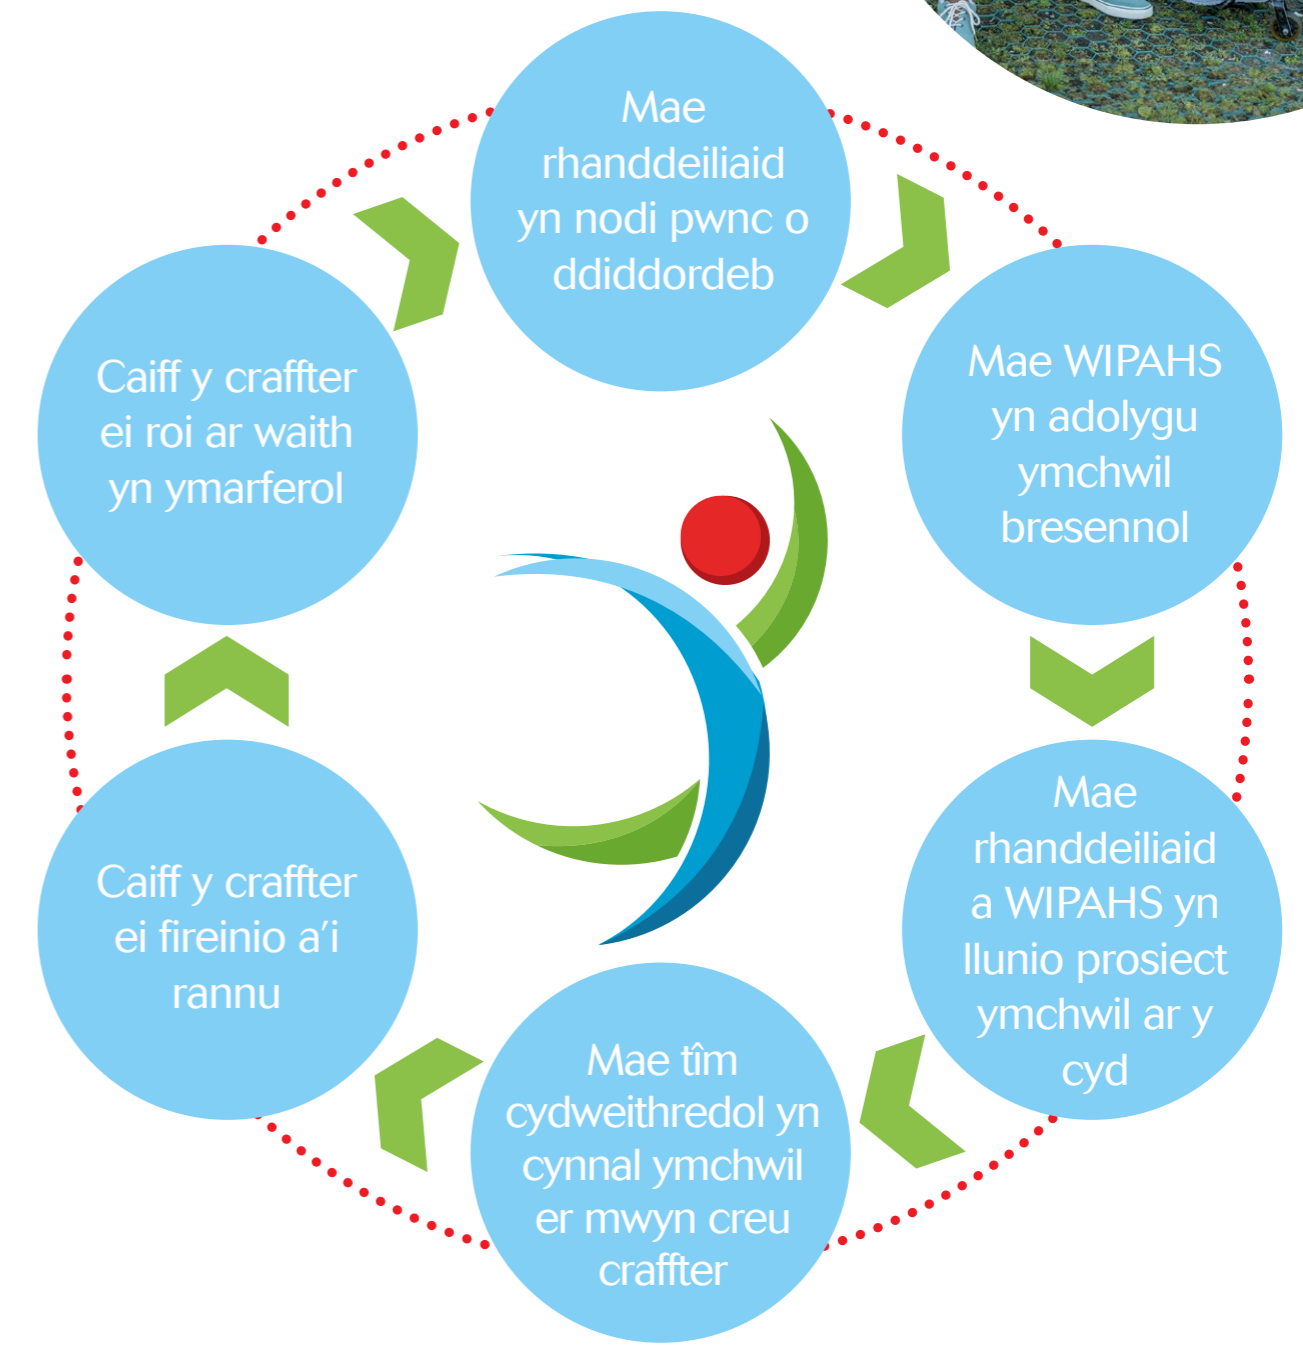 Mae
rhanddeiliaid
yn nodi pwnc o
ddiddordeb
Mae WIPAHS
yn adolygu
ymchwil
bresennol
Mae
rhanddeiliaid
a WIPAHS yn
llunio prosiect
ymchwil ar y
cyd
Mae tîm
cydweithredol yn
cynnal ymchwil
er mwyn creu
craffter
Caiff y craffter
ei fireinio a’i
rannu
Caiff y craffter
ei roi ar waith
yn ymarferol